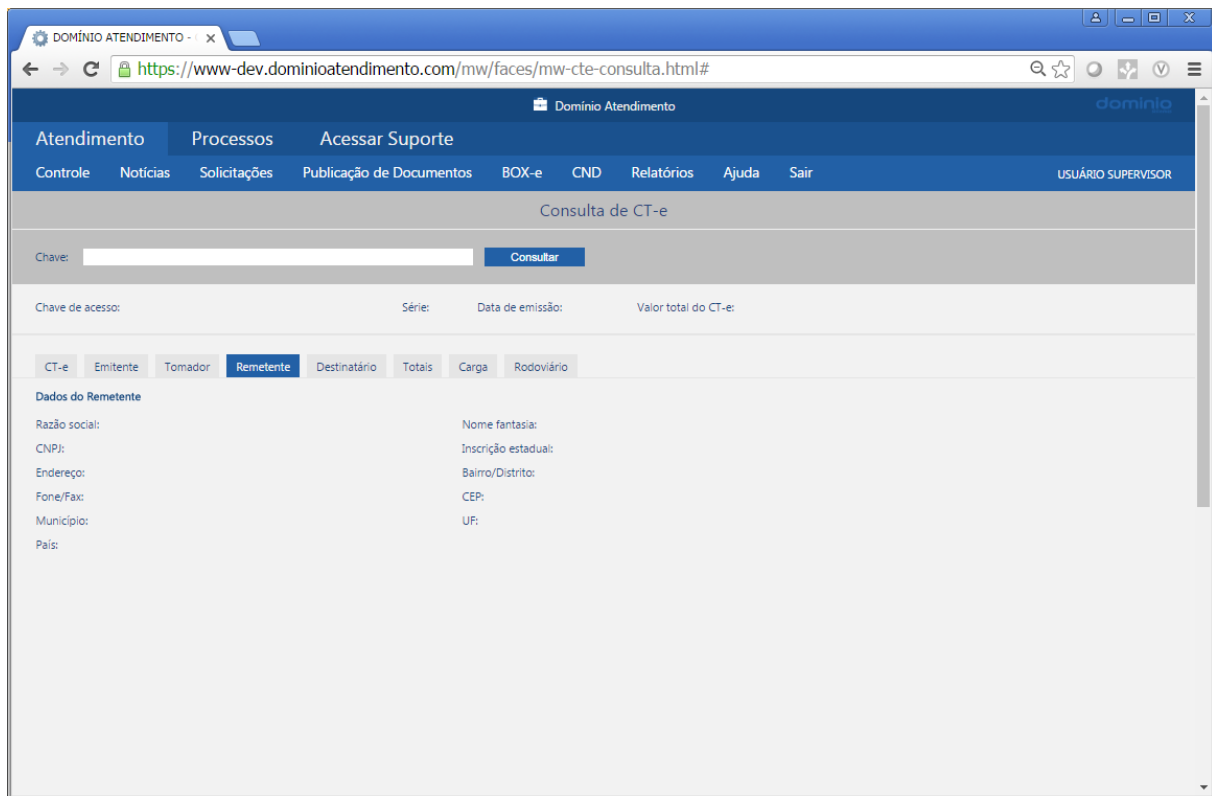 DOMÍNIO ATENDIMENTO -
https://www-dev.dominioatendimento.com/mw/faces/mw-cte-consulta.html#
Domínio Atendimento
domínio
Atendimento Processos Acessar Suporte
Controle Notícias Solicitações Publicação de Documentos BOX-e CND Relatórios Ajuda Sair USUÁRIO SUPERVISOR
Consulta de CT-e
Chave: Consultar
Chave de acesso: Série: Data de emissão: Valor total do CT-e:
CT-e Emitente Tomador Remetente Destinatário Totais Carga Rodoviário
Dados do Remetente
Razão social: Nome fantasia:
CNPJ: Inscrição estadual:
Endereço: Bairro/Distrito:
Fone/Fax: CEP:
Município: UF:
País: